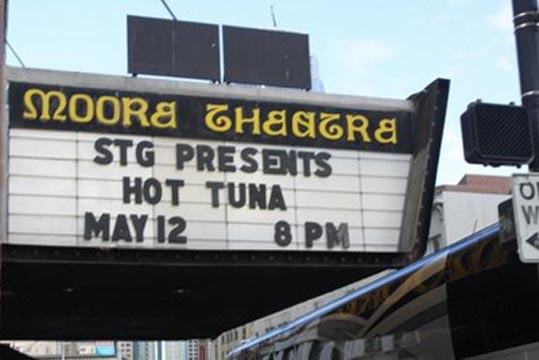 MOORE THEATRE
STG PRESENTS
HOT TUNA
MAY 12 8 PM